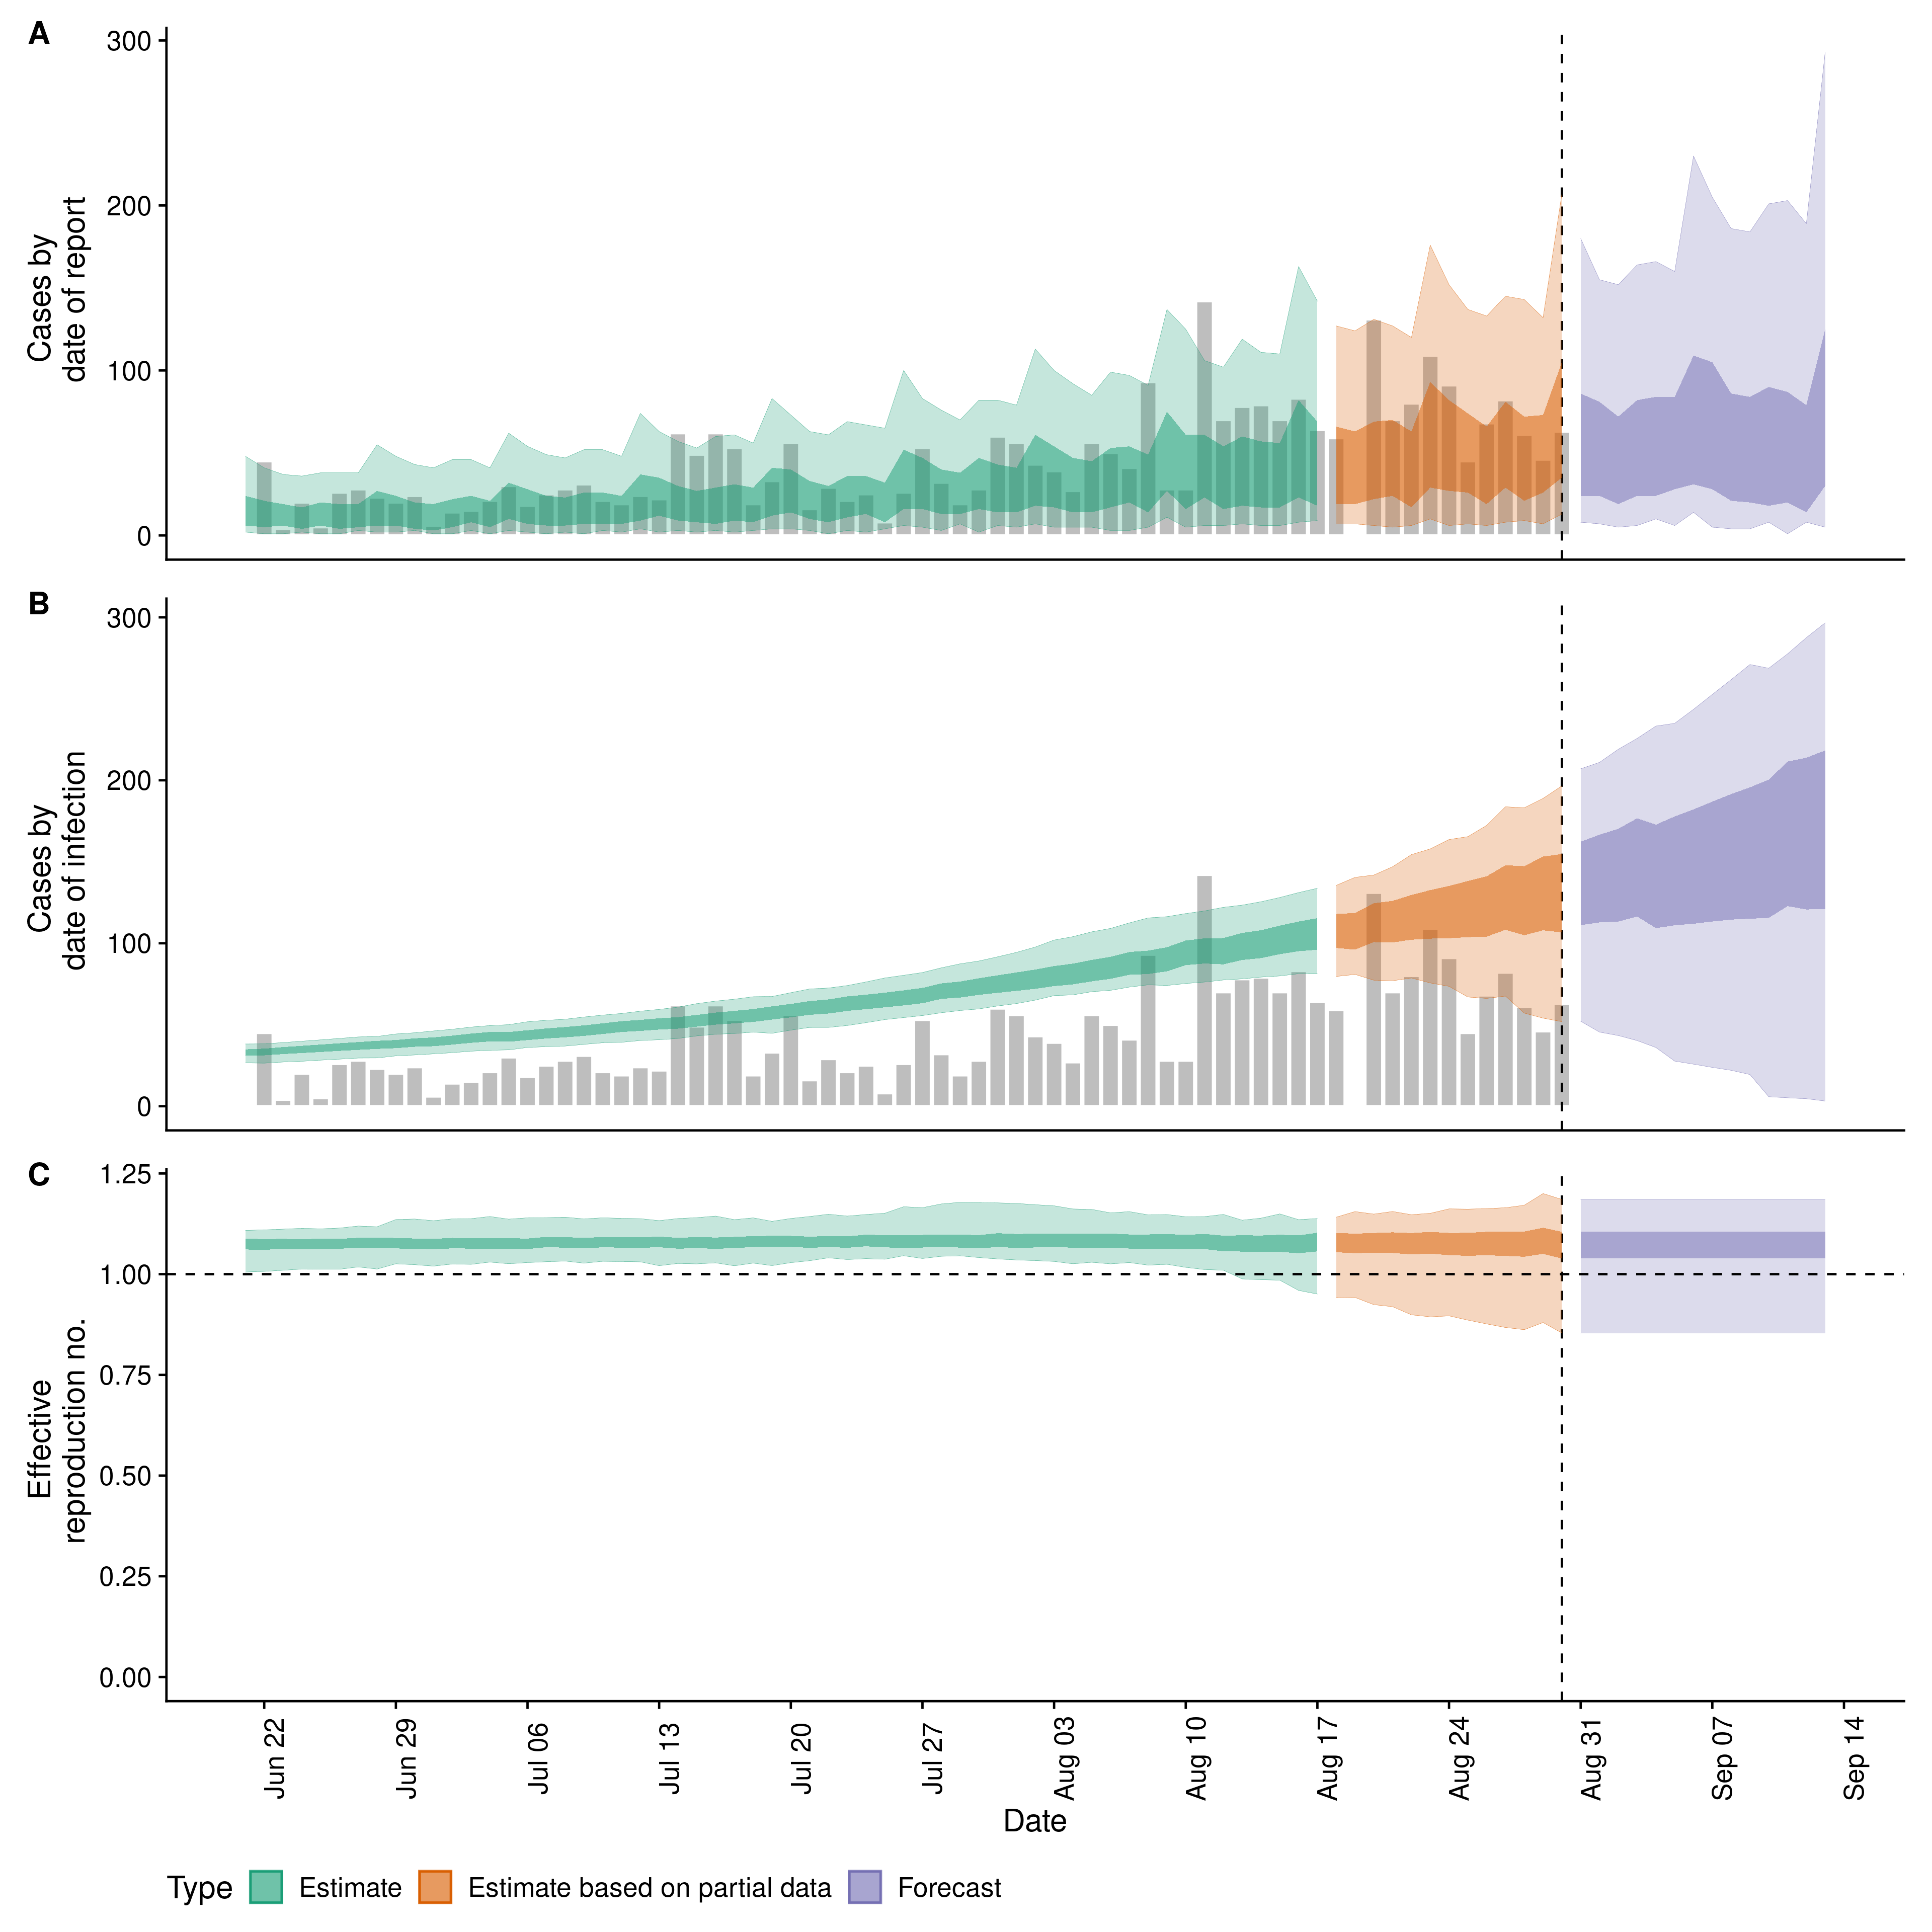 A
300
200
100
0
Cases by
date of report
B
300
200
100
0
Cases by
date of infection
C
1.25
1.00
0.75
0.50
0.25
0.00
Effective
reproduction no.
Jun 22
Jun 29
Jul 06
Jul 13
Jul 20
Jul 27
Aug 03
Aug 10
Aug 17
Aug 24
Aug 31
Sep 07
Sep 14
Date
Type Estimate Estimate based on partial data Forecast